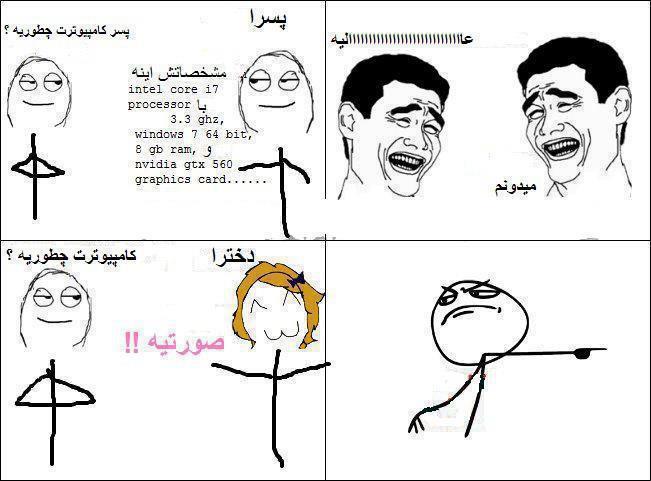 پسرا
پسر کامپیوترت چطوریه ؟
مشخصاتش اینه
intel core i7
processor با
3.3 ghz,
windows 7 64 bit,
8 gb ram, و
nvidia gtx 560
graphics card......
عاااااااااااااااااااااااااالیه
میدونم
دخترا
کامپیوترت چطوریه ؟
صورتیه !!